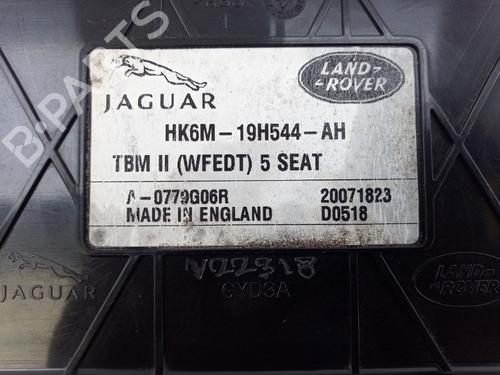 JAGUAR
LAND-
ROVER
HK6M-19H544-AH
TBM II (WFEDT) 5 SEAT
A-0779G06R 20071823
MADE IN ENGLAND D0518
JAGUAR
CYD3A
LAND-
ROVER
B-PARTS